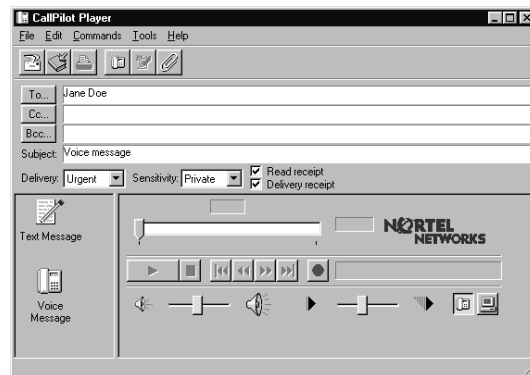 CallPilot Player
File Edit Commands Tools Help
To... Jane Doe
Cc...
Bcc...
Subject: Voice message
Delivery: Urgent Sensitivity: Private Read receipt
Delivery receipt
Text Message
NORTEL
NETWORKS
Voice
Message